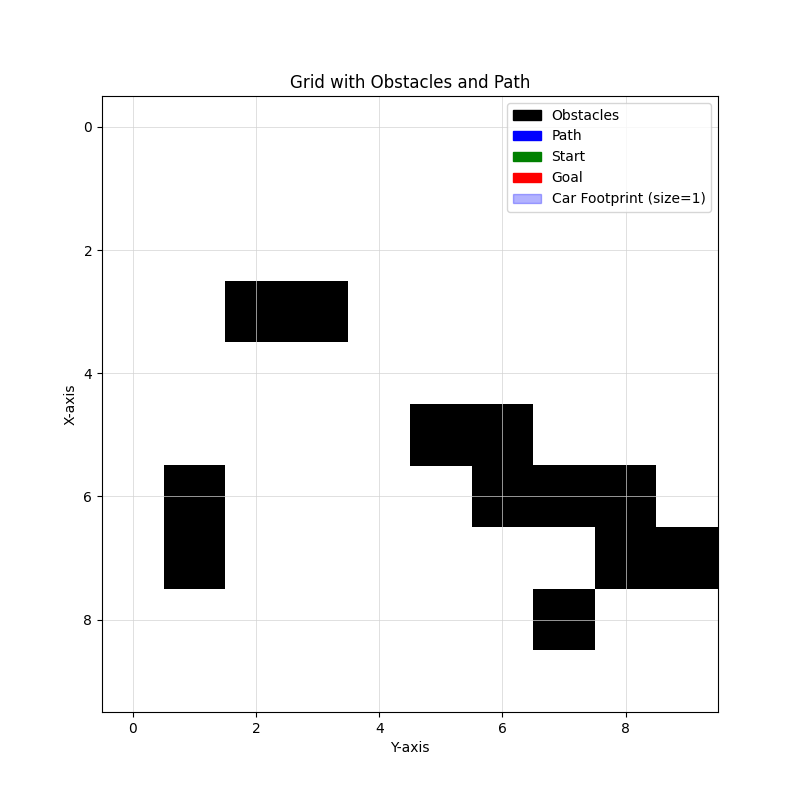 Grid with Obstacles and Path
Obstacles
Path
Start
Goal
Car Footprint (size=1)
0
2
4
6
8
X-axis
0 2 4 6 8
Y-axis